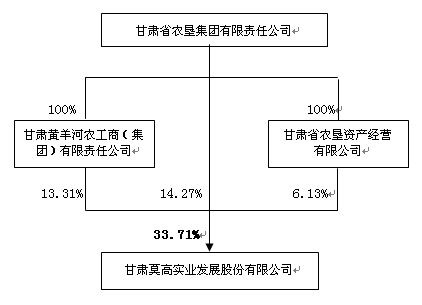 甘肃省农垦集团有限责任公司
100%
100%
甘肃黄羊河农工商（集
团）有限责任公司
甘肃省农垦资产经营
有限公司
13.31%
14.27%
6.13%
33.71%
甘肃莫高实业发展股份有限公司